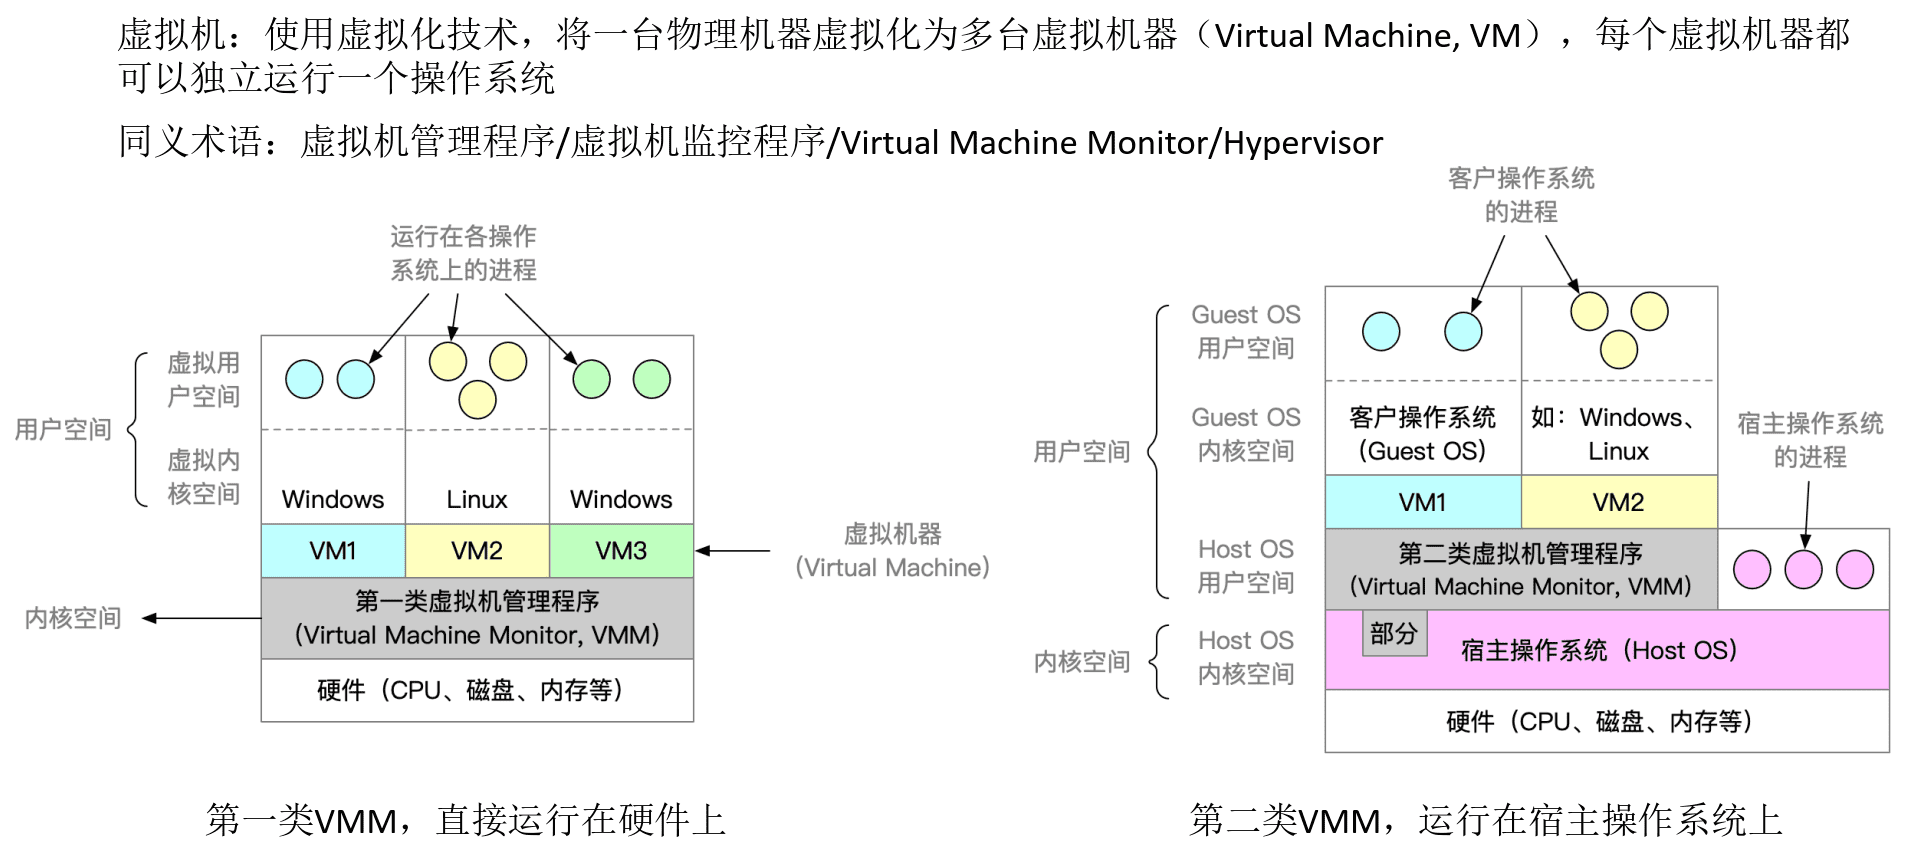 虚拟机：使用虚拟化技术，将一台物理机器虚拟化为多台虚拟机器（Virtual Machine, VM），每个虚拟机器都
可以独立运行一个操作系统
同义术语：虚拟机管理程序/虚拟机监控程序/Virtual Machine Monitor/Hypervisor
运行在各操作
系统上的进程
用户空间
虚拟用
户空间
虚拟内
核空间
Windows
Linux
Windows
VM1
VM2
VM3
虚拟机器
（Virtual Machine）
内核空间
第一类虚拟机管理程序
（Virtual Machine Monitor, VMM）
硬件（CPU、磁盘、内存等）
第一类VMM，直接运行在硬件上
客户操作系统
的进程
用户空间
Guest OS
用户空间
Guest OS
内核空间
客户操作系统
（Guest OS）
如：Windows、
Linux
宿主操作系统
的进程
VM1
VM2
Host OS
用户空间
第二类虚拟机管理程序
（Virtual Machine Monitor, VMM）
内核空间
Host OS
内核空间
部分
宿主操作系统（Host OS）
硬件（CPU、磁盘、内存等）
第二类VMM，运行在宿主操作系统上